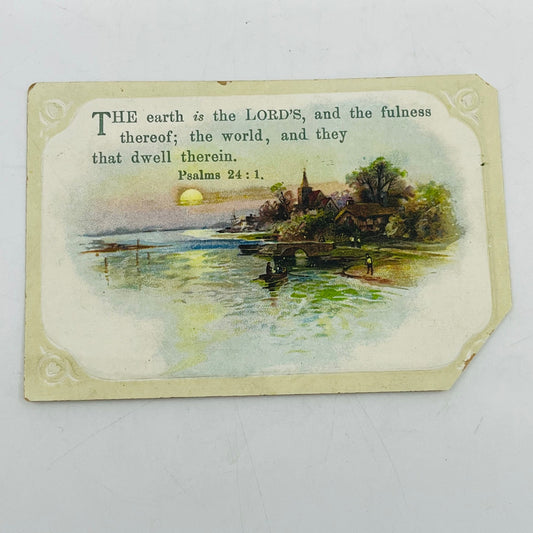 THE earth is the LORD'S, and the fulness
thereof; the world, and they
that dwell therein.
Psalms 24 : 1.